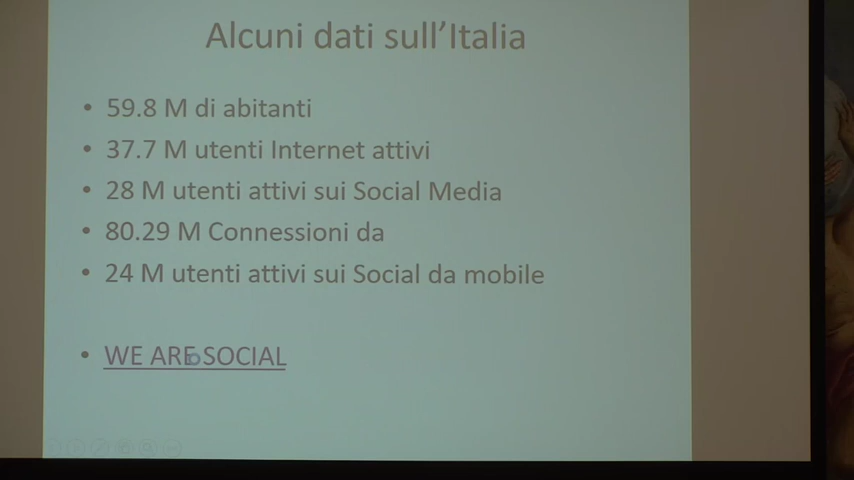 Alcuni dati sull'Italia
• 59.8 M di abitanti
• 37.7 M utenti Internet attivi
• 28 M utenti attivi sui Social Media
• 80.29 M Connessioni da
• 24 M utenti attivi sui Social da mobile
• WE ARE SOCIAL